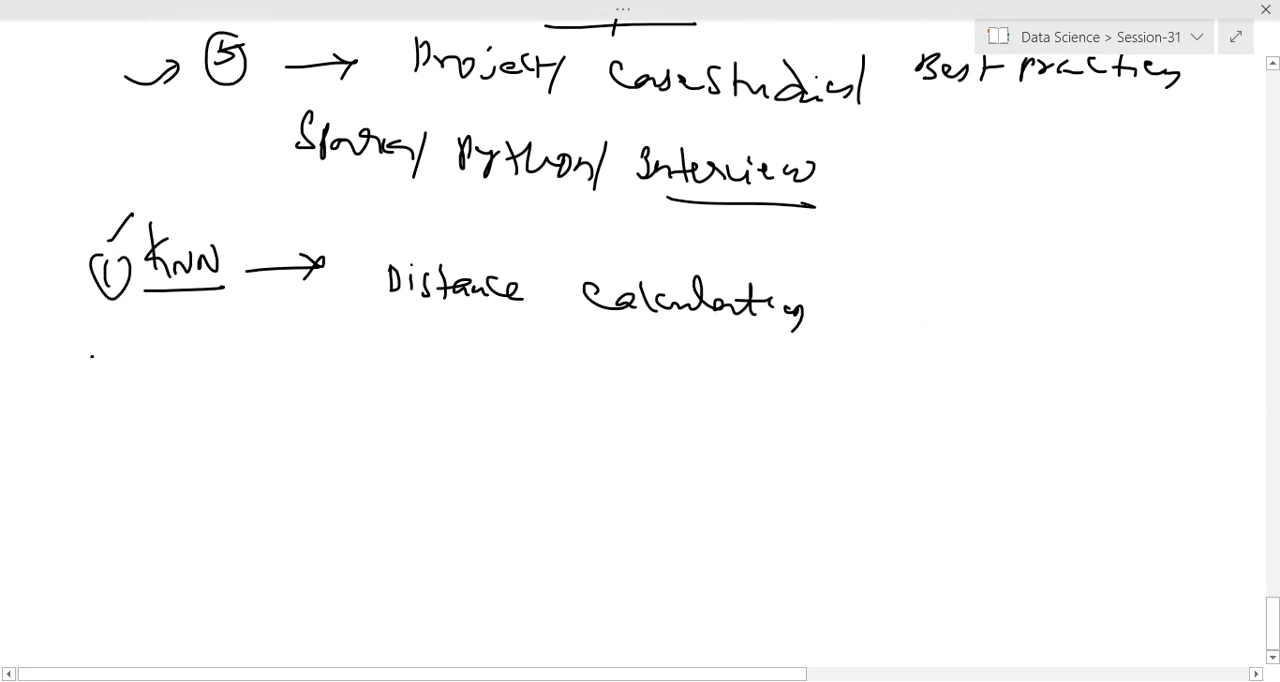 Data Science > Session-31
→ 5 → Project/ CaseStudies/ Best practices
Spark/ Python/ Interview
① KNN → Distance Calculation